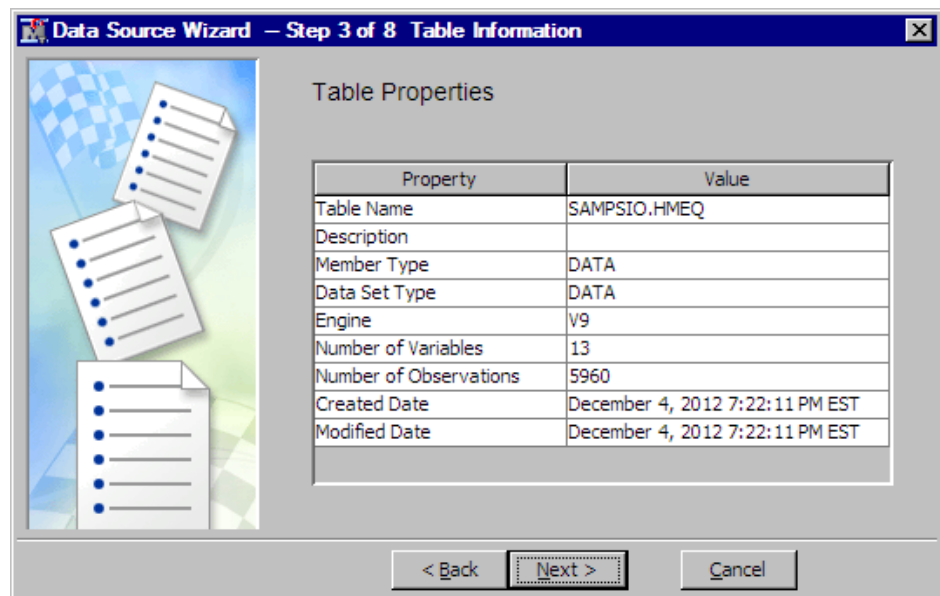 Data Source Wizard – Step 3 of 8 Table Information
Table Properties
Property Value
Table Name SAMPSIO.HMEQ
Description
Member Type DATA
Data Set Type DATA
Engine V9
Number of Variables 13
Number of Observations 5960
Created Date December 4, 2012 7:22:11 PM EST
Modified Date December 4, 2012 7:22:11 PM EST
< Back Next > Cancel